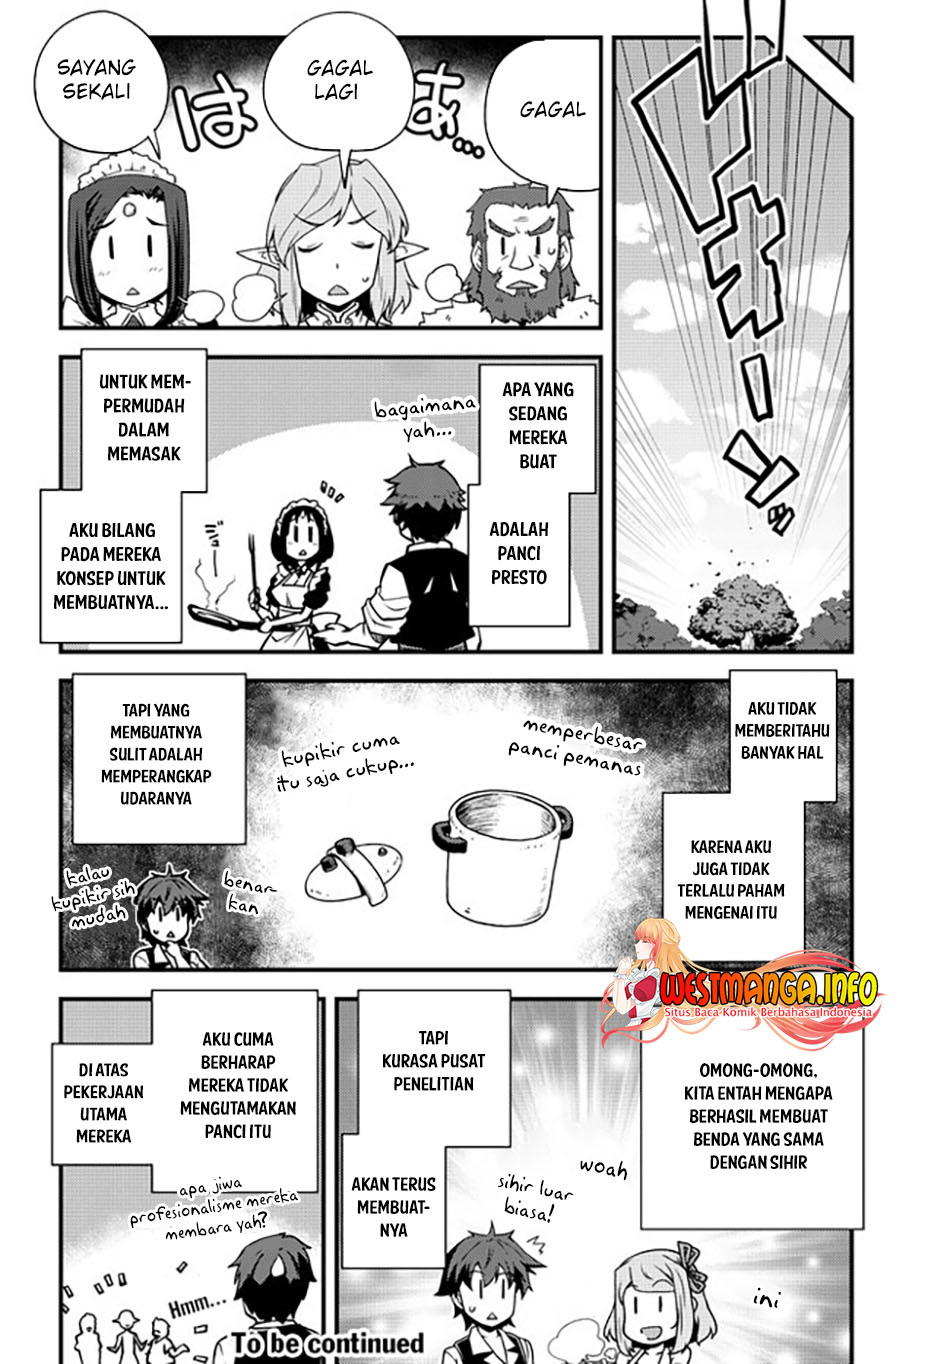 GAGAL
GAGAL
LAGI
SAYANG
SEKALI
はぁ...
APA YANG
SEDANG
MEREKA
BUAT
ADALAH
PANCI
PRESTO
bagaimana
yah...
UNTUK MEM-
PERMUDAH
DALAM
MEMASAK
AKU BILANG
PADA MEREKA
KONSEP UNTUK
MEMBUATNYA...
AKU TIDAK
MEMBERITAHU
BANYAK HAL
KARENA AKU
JUGA TIDAK
TERLALU PAHAM
MENGENAI ITU
memperbesar
panci pemanas
kupikir cuma
itu saja cukup...
TAPI YANG
MEMBUATNYA
SULIT ADALAH
MEMPERANGKAP
UDARANYA
benar-
kan
kalau
kupikir sih
mudah
WESTMANGA.INFO
Situs Baca Komik Berbahasa Indonesia
OMONG-OMONG,
KITA ENTAH MENGAPA
BERHASIL MEMBUAT
BENDA YANG SAMA
DENGAN SIHIR
woah
sihir luar
biasa!
ini
TAPI
KURASA PUSAT
PENELITIAN
AKAN TERUS
MEMBUAT-
NYA
AKU CUMA
BERHARAP
MEREKA TIDAK
MENGUTAMAKAN
PANCI ITU
DI ATAS
PEKERJAAN
UTAMA
MEREKA
apa jiwa
profesionalisme mereka
membara yah?
Hmm...
To be continued